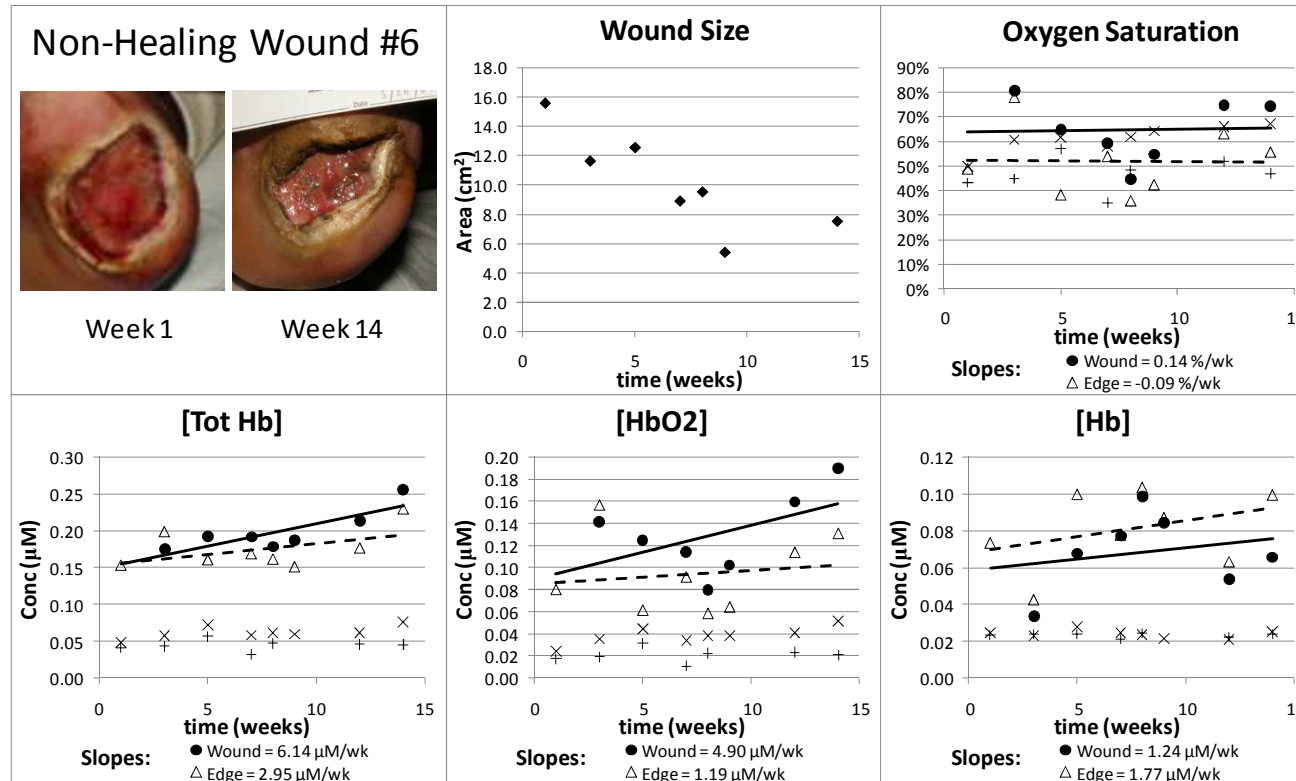 Non-Healing Wound #6
Week 1
Week 14
Wound Size
18.0
16.0
14.0
12.0
10.0
8.0
6.0
4.0
2.0
0.0
Area (cm²)
0 5 10 15
time (weeks)
Oxygen Saturation
90%
80%
70%
60%
50%
40%
30%
20%
10%
0%
0 5 10 1
time (weeks)
Slopes: ● Wound = 0.14 %/wk
△ Edge = -0.09 %/wk
[Tot Hb]
0.30
0.25
0.20
0.15
0.10
0.05
0.00
Conc (µM)
0 5 10 15
time (weeks)
Slopes: ● Wound = 6.14 µM/wk
△ Edge = 2.95 µM/wk
[HbO2]
0.20
0.18
0.16
0.14
0.12
0.10
0.08
0.06
0.04
0.02
0.00
Conc (µM)
0 5 10 15
time (weeks)
Slopes: ● Wound = 4.90 µM/wk
△ Edge = 1.19 µM/wk
[Hb]
0.12
0.10
0.08
0.06
0.04
0.02
0.00
Conc (µM)
0 5 10 1
time (weeks)
Slopes: ● Wound = 1.24 µM/wk
△ Edge = 1.77 µM/wk